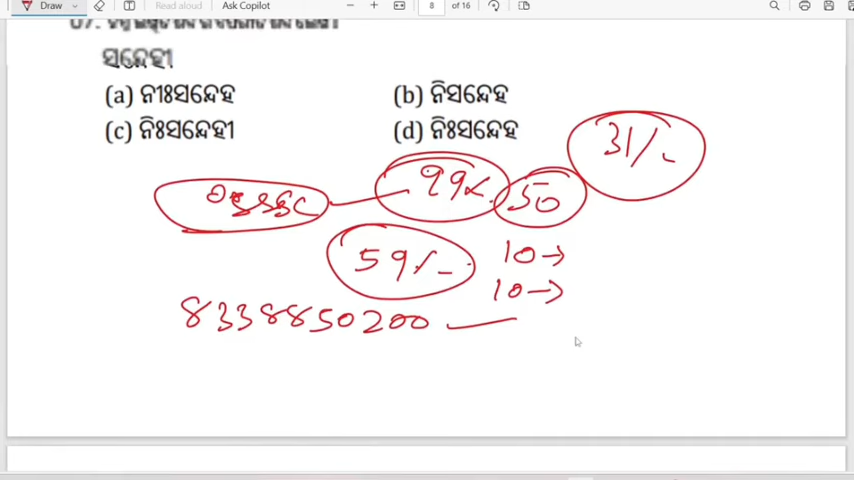 Draw
Read aloud
Ask Copilot
8 of 16
ସନ୍ଦେହୀ
(a) ନୀଃସନ୍ଦେହ (b) ନିସନ୍ଦେହ
(c) ନିଃସନ୍ଦେହୀ (d) ନିଃସନ୍ଦେହ
31/-
99 50
59/- 10→
10→
8338850200